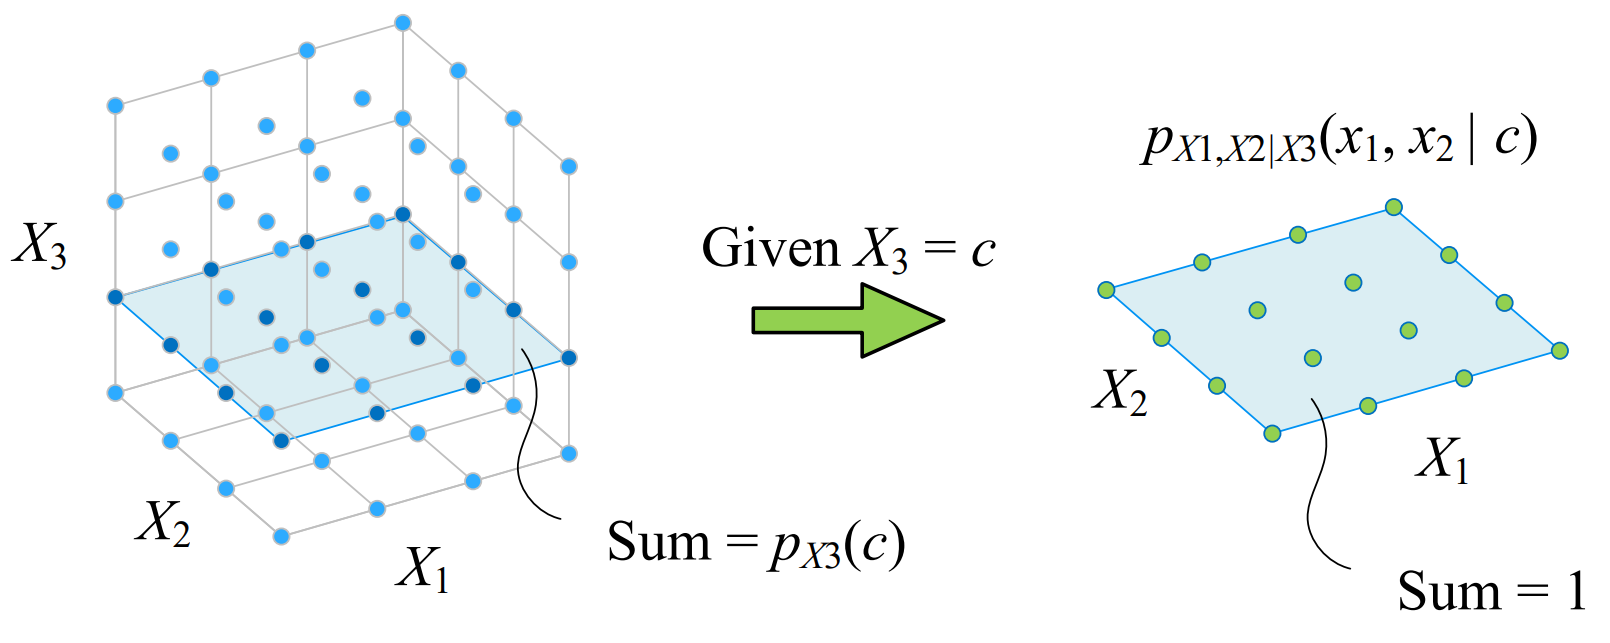 X3
X2
X1
Sum = pX3(c)
Given X3 = c
pX1,X2|X3(x1, x2 | c)
X2
X1
Sum = 1